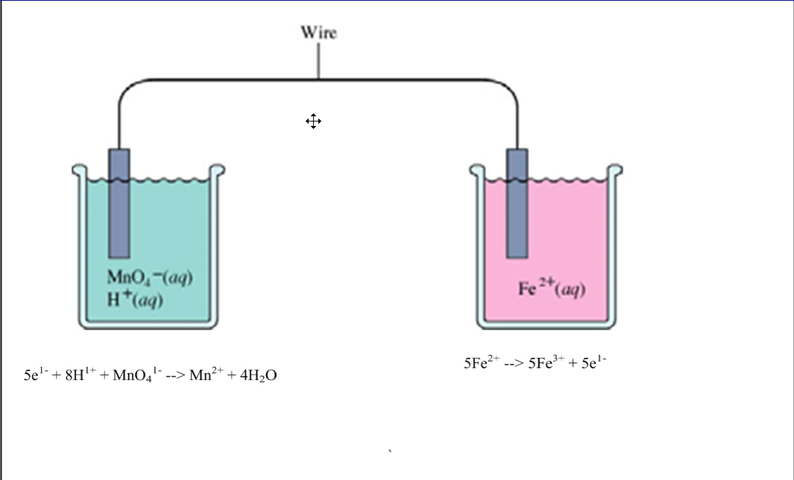 Wire
MnO₄⁻(aq)
H⁺(aq)
Fe²⁺(aq)
5e¹⁻ + 8H¹⁺ + MnO₄¹⁻ --> Mn²⁺ + 4H₂O
5Fe²⁺ --> 5Fe³⁺ + 5e¹⁻